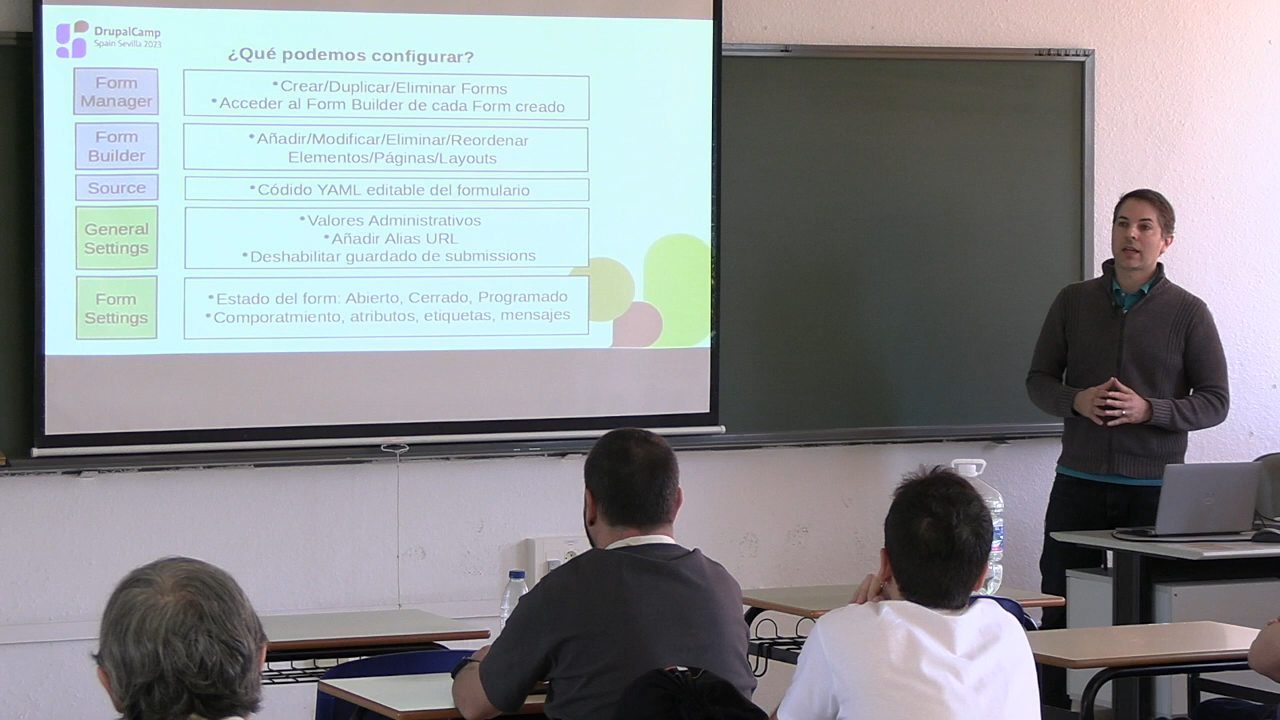 DrupalCamp
Spain Sevilla 2023
¿Qué podemos configurar?
Form
Manager
•Crear/Duplicar/Eliminar Forms
•Acceder al Form Builder de cada Form creado
Form
Builder
•Añadir/Modificar/Eliminar/Reordenar
Elementos/Páginas/Layouts
Source
•Códido YAML editable del formulario
General
Settings
•Valores Administrativos
•Añadir Alias URL
•Deshabilitar guardado de submissions
Form
Settings
•Estado del form: Abierto, Cerrado, Programado
•Comporatmiento, atributos, etiquetas, mensajes